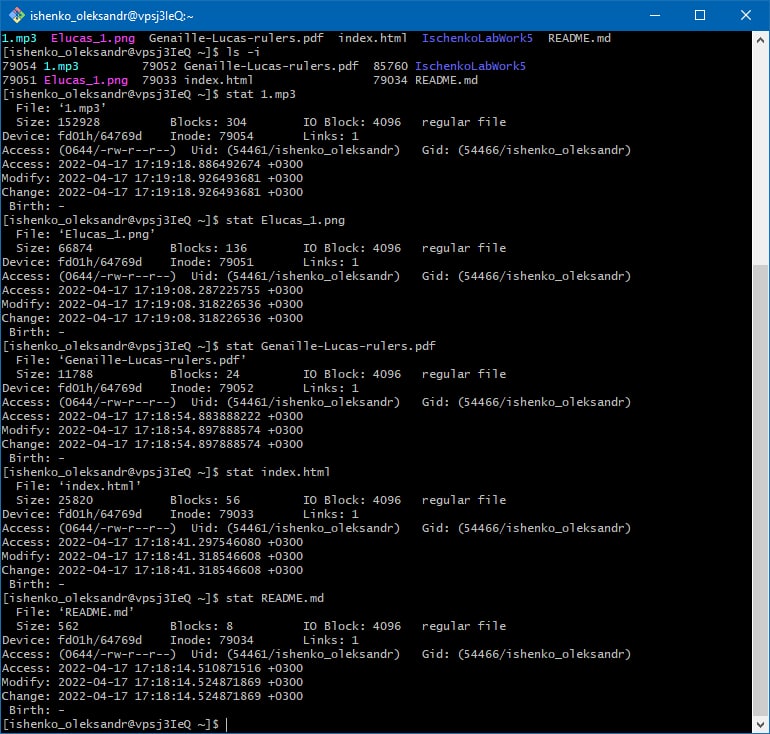 ishenko_oleksandr@vpsj3IeQ:~
1.mp3  Elucas_1.png  Genaille-Lucas-rulers.pdf  index.html  IschenkoLabWork5  README.md
[ishenko_oleksandr@vpsj3IeQ ~]$ ls -i
79054 1.mp3         79052 Genaille-Lucas-rulers.pdf  85760 IschenkoLabWork5
79051 Elucas_1.png  79033 index.html                 79034 README.md
[ishenko_oleksandr@vpsj3IeQ ~]$ stat 1.mp3
  File: ‘1.mp3’
  Size: 152928          Blocks: 304        IO Block: 4096   regular file
Device: fd01h/64769d    Inode: 79054       Links: 1
Access: (0644/-rw-r--r--)  Uid: (54461/ishenko_oleksandr)   Gid: (54466/ishenko_oleksandr)
Access: 2022-04-17 17:19:18.886492674 +0300
Modify: 2022-04-17 17:19:18.926493681 +0300
Change: 2022-04-17 17:19:18.926493681 +0300
 Birth: -
[ishenko_oleksandr@vpsj3IeQ ~]$ stat Elucas_1.png
  File: ‘Elucas_1.png’
  Size: 66874           Blocks: 136        IO Block: 4096   regular file
Device: fd01h/64769d    Inode: 79051       Links: 1
Access: (0644/-rw-r--r--)  Uid: (54461/ishenko_oleksandr)   Gid: (54466/ishenko_oleksandr)
Access: 2022-04-17 17:19:08.287225755 +0300
Modify: 2022-04-17 17:19:08.318226536 +0300
Change: 2022-04-17 17:19:08.318226536 +0300
 Birth: -
[ishenko_oleksandr@vpsj3IeQ ~]$ stat Genaille-Lucas-rulers.pdf
  File: ‘Genaille-Lucas-rulers.pdf’
  Size: 11788           Blocks: 24         IO Block: 4096   regular file
Device: fd01h/64769d    Inode: 79052       Links: 1
Access: (0644/-rw-r--r--)  Uid: (54461/ishenko_oleksandr)   Gid: (54466/ishenko_oleksandr)
Access: 2022-04-17 17:18:54.883888222 +0300
Modify: 2022-04-17 17:18:54.897888574 +0300
Change: 2022-04-17 17:18:54.897888574 +0300
 Birth: -
[ishenko_oleksandr@vpsj3IeQ ~]$ stat index.html
  File: ‘index.html’
  Size: 25820           Blocks: 56         IO Block: 4096   regular file
Device: fd01h/64769d    Inode: 79033       Links: 1
Access: (0644/-rw-r--r--)  Uid: (54461/ishenko_oleksandr)   Gid: (54466/ishenko_oleksandr)
Access: 2022-04-17 17:18:41.297546080 +0300
Modify: 2022-04-17 17:18:41.318546608 +0300
Change: 2022-04-17 17:18:41.318546608 +0300
 Birth: -
[ishenko_oleksandr@vpsj3IeQ ~]$ stat README.md
  File: ‘README.md’
  Size: 562             Blocks: 8          IO Block: 4096   regular file
Device: fd01h/64769d    Inode: 79034       Links: 1
Access: (0644/-rw-r--r--)  Uid: (54461/ishenko_oleksandr)   Gid: (54466/ishenko_oleksandr)
Access: 2022-04-17 17:18:14.510871516 +0300
Modify: 2022-04-17 17:18:14.524871869 +0300
Change: 2022-04-17 17:18:14.524871869 +0300
 Birth: -
[ishenko_oleksandr@vpsj3IeQ ~]$